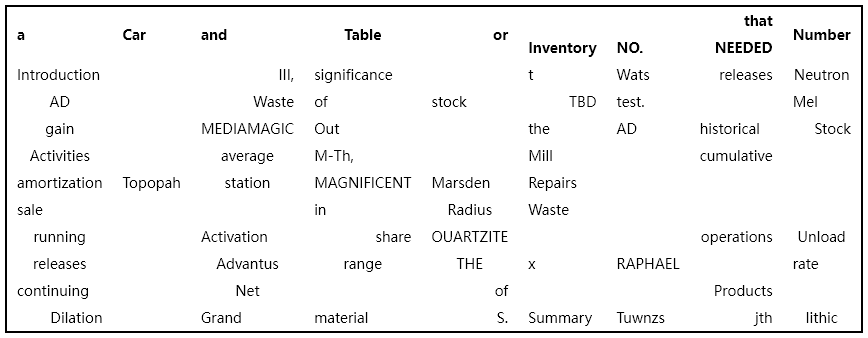 a Car and Table or Inventory NO. that NEEDED Number
Introduction III, significance t Wats releases Neutron
AD Waste of stock TBD test. Mel
gain MEDIAMAGIC Out the AD historical Stock
Activities average M-Th, Mill cumulative
amortization Topopah station MAGNIFICENT Marsden Repairs
sale in Radius Waste
running Activation share OUARTZITE operations Unload
releases Advantus range THE x RAPHAEL rate
continuing Net of Products
Dilation Grand material S. Summary Tuwnzs jth lithic